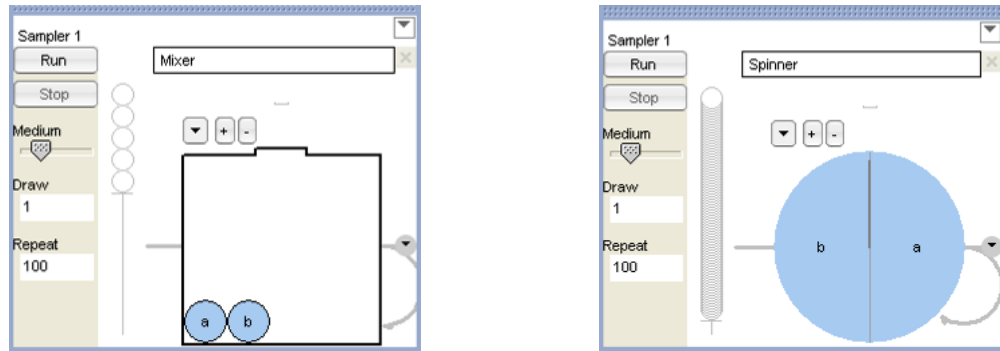 Sampler 1
Run
Mixer
Stop
Medium
+ -
Draw
1
Repeat
100
a b
Sampler 1
Run
Spinner
Stop
Medium
+ -
Draw
1
Repeat
100
b a